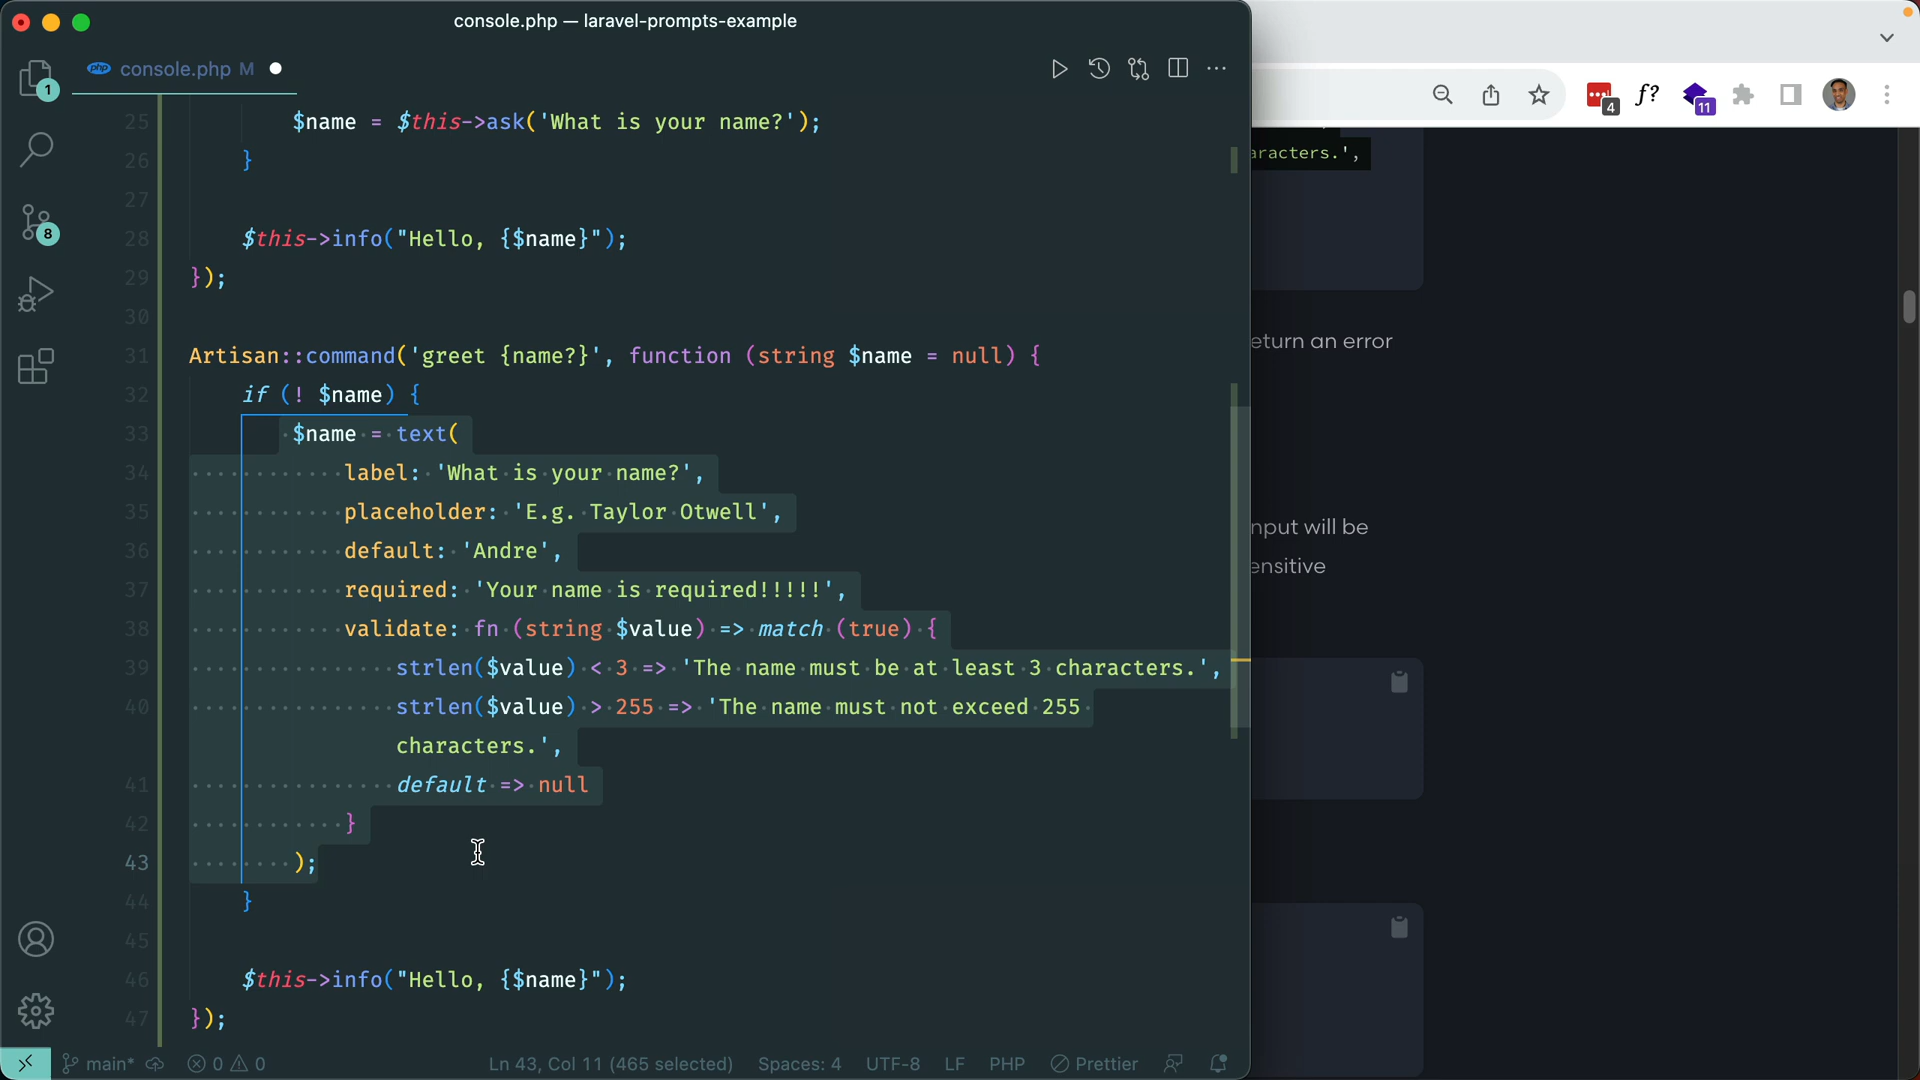 console.php — laravel-prompts-example
1
php console.php M
4
f?
11
25 $name = $this->ask('What is your name?');
26 }
27
28 $this->info("Hello, {$name}");
29 });
30
31 Artisan::command('greet {name?}', function (string $name = null) {
32 if (! $name) {
33 $name = text(
34 label: 'What is your name?',
35 placeholder: 'E.g. Taylor Otwell',
36 default: 'Andre',
37 required: 'Your name is required!!!!!',
38 validate: fn (string $value) => match (true) {
39 strlen($value) < 3 => 'The name must be at least 3 characters.',
40 strlen($value) > 255 => 'The name must not exceed 255
characters.',
41 default => null
42 }
43 );
44 }
45
46 $this->info("Hello, {$name}");
47 });
8
aracters.',
eturn an error
nput will be
ensitive
main* 0 0 Ln 43, Col 11 (465 selected) Spaces: 4 UTF-8 LF PHP Prettier